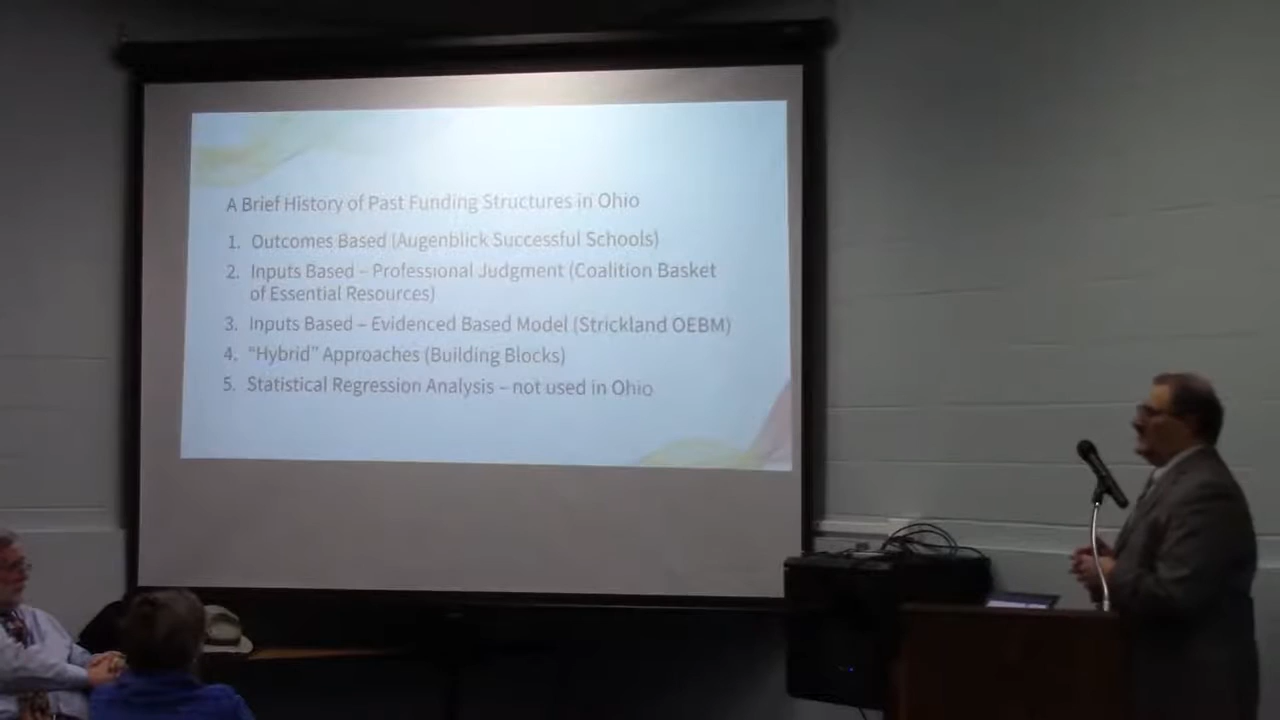 A Brief History of Past Funding Structures in Ohio
1. Outcomes Based (Augenblick Successful Schools)
2. Inputs Based – Professional Judgment (Coalition Basket
of Essential Resources)
3. Inputs Based – Evidenced Based Model (Strickland OEBM)
4. “Hybrid” Approaches (Building Blocks)
5. Statistical Regression Analysis – not used in Ohio